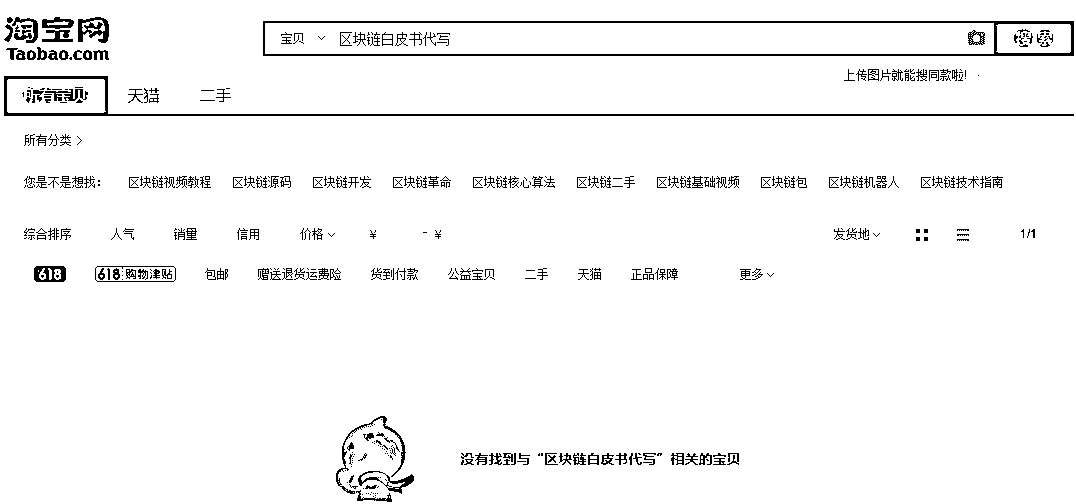 淘宝网
Taobao.com
宝贝 区块链白皮书代写 搜索
上传图片就能搜同款啦!
所有宝贝 天猫 二手
所有分类 >
您是不是想找: 区块链视频教程 区块链源码 区块链开发 区块链革命 区块链核心算法 区块链二手 区块链基础视频 区块链包 区块链机器人 区块链技术指南
综合排序 人气 销量 信用 价格 ¥ - ¥ 发货地 1/1
618 618购物津贴 包邮 赠送退货运费险 货到付款 公益宝贝 二手 天猫 正品保障 更多
没有找到与“区块链白皮书代写”相关的宝贝